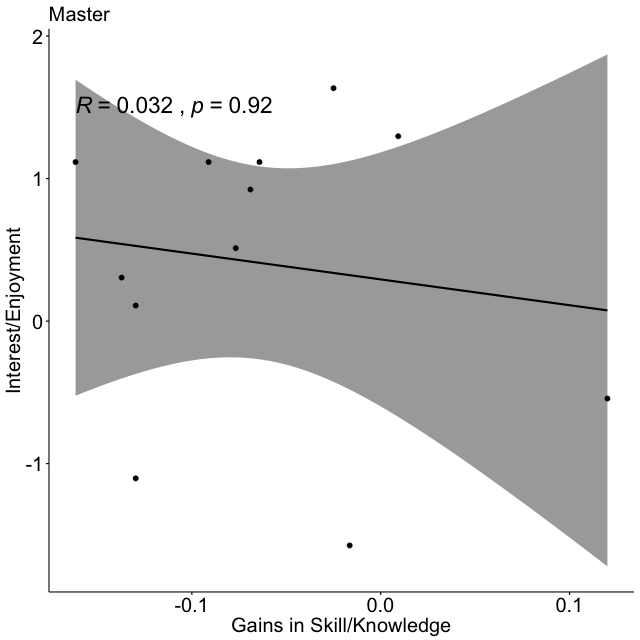 Master
2
R = 0.032 , p = 0.92
1
0
-1
Interest/Enjoyment
-0.1 0.0 0.1
Gains in Skill/Knowledge